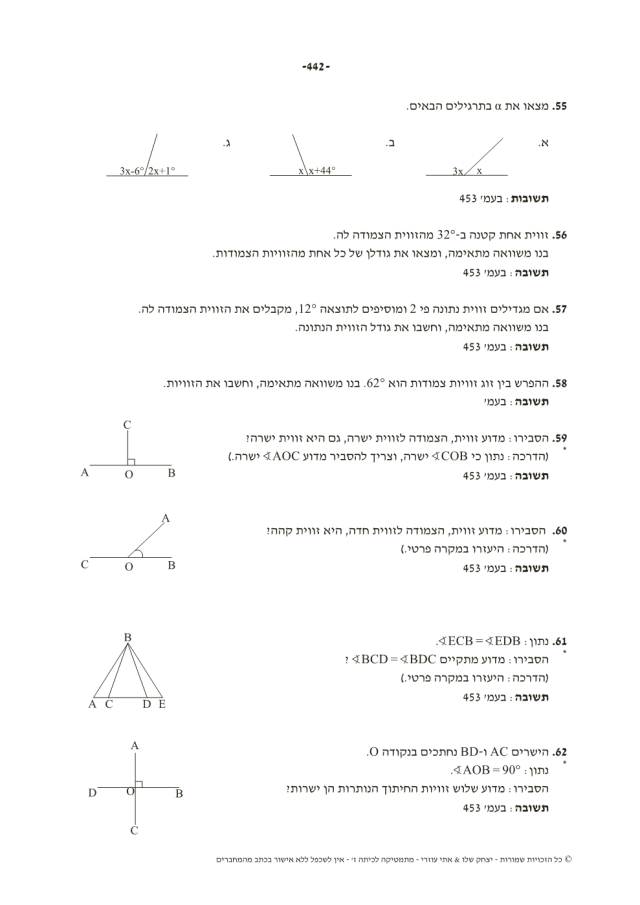 -442-
55. מצאו את α בתרגילים הבאים.
א. ב. ג.
3x x
x x+44°
3x-6° 2x+1°
תשובות : בעמ׳ 453
56. זווית אחת קטנה ב-32° מהזווית הצמודה לה.
בנו משוואה מתאימה, ומצאו את גודלן של כל אחת מהזוויות הצמודות.
תשובה : בעמ׳ 453
57. אם מגדילים זווית נתונה פי 2 ומוסיפים לתוצאה 12°, מקבלים את הזווית הצמודה לה.
בנו משוואה מתאימה, וחשבו את גודל הזווית הנתונה.
תשובה : בעמ׳ 453
58. ההפרש בין זוג זוויות צמודות הוא 62°. בנו משוואה מתאימה, וחשבו את הזוויות.
תשובה : בעמ׳
59. הסבירו : מדוע זווית, הצמודה לזווית ישרה, גם היא זווית ישרה?
* (הדרכה : נתון כי ∢COB ישרה, וצריך להסביר מדוע ∢AOC ישרה.)
תשובה : בעמ׳ 453
C
A O B
60. הסבירו : מדוע זווית, הצמודה לזווית חדה, היא זווית קהה?
* (הדרכה : היעזרו במקרה פרטי.)
תשובה : בעמ׳ 453
A
C O B
61. נתון : ∢ECB = ∢EDB.
* הסבירו : מדוע מתקיים ∢BCD = ∢BDC ?
(הדרכה : היעזרו במקרה פרטי.)
תשובה : בעמ׳ 453
B
A C D E
62. הישרים AC ו-BD נחתכים בנקודה O.
* נתון : ∢AOB = 90°.
הסבירו : מדוע שלוש זוויות החיתוך הנותרות הן ישרות?
תשובה : בעמ׳ 453
A
D O B
C
© כל הזכויות שמורות - יצחק שלו & אתי עוזרי - מתמטיקה לכיתה ז׳ - אין לשכפל ללא אישור בכתב מהמחברים